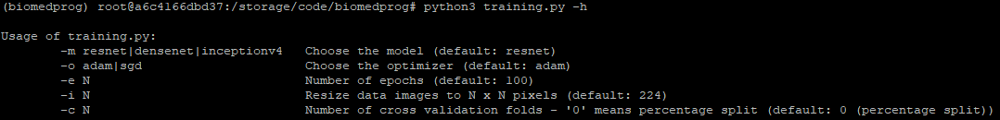 (biomedprog) root@a6c4166dbd37:/storage/code/biomedprog# python3 training.py -h
Usage of training.py:
-m resnet|densenet|inceptionv4 Choose the model (default: resnet)
-o adam|sgd Choose the optimizer (default: adam)
-e N Number of epochs (default: 100)
-i N Resize data images to N x N pixels (default: 224)
-c N Number of cross validation folds - '0' means percentage split (default: 0 (percentage split))